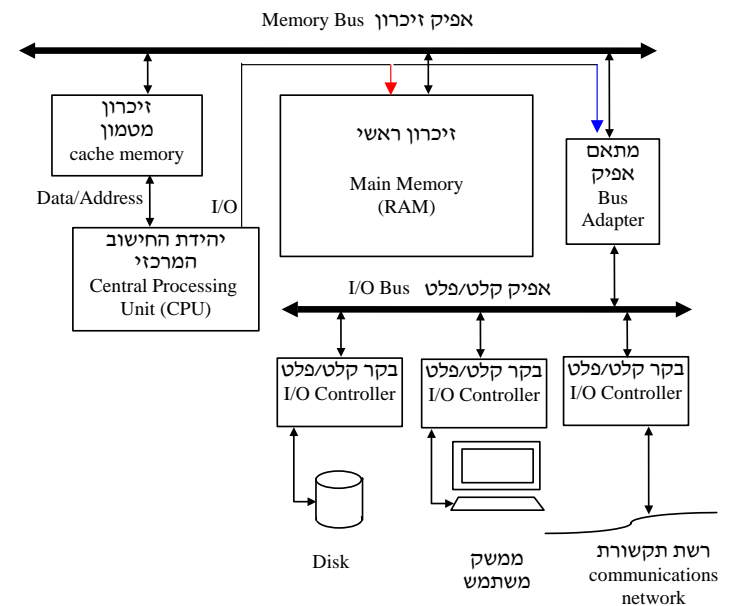 Memory Bus אפיק זיכרון
זיכרון
מטמון
cache memory
זיכרון ראשי
Main Memory
(RAM)
מתאם
אפיק
Bus
Adapter
Data/Address
I/O
יהידת החישוב
המרכזי
Central Processing
Unit (CPU)
I/O Bus אפיק קלט/פלט
בקר קלט/פלט
I/O Controller
בקר קלט/פלט
I/O Controller
בקר קלט/פלט
I/O Controller
Disk
ממשק
משתמש
רשת תקשורת
communications
network